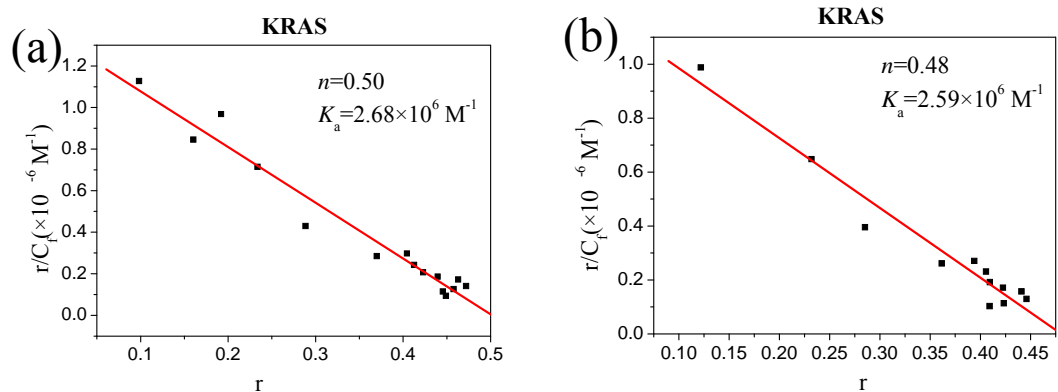 (a)
KRAS
n=0.50
Kₐ=2.68×10⁶ M⁻¹
r/C_f(×10 ⁻⁶ M⁻¹)
1.2
1.0
0.8
0.6
0.4
0.2
0.0
0.1 0.2 0.3 0.4 0.5
r
(b)
KRAS
n=0.48
Kₐ=2.59×10⁶ M⁻¹
r/C_f(×10 ⁻⁶ M⁻¹)
1.0
0.8
0.6
0.4
0.2
0.0
0.10 0.15 0.20 0.25 0.30 0.35 0.40 0.45
r